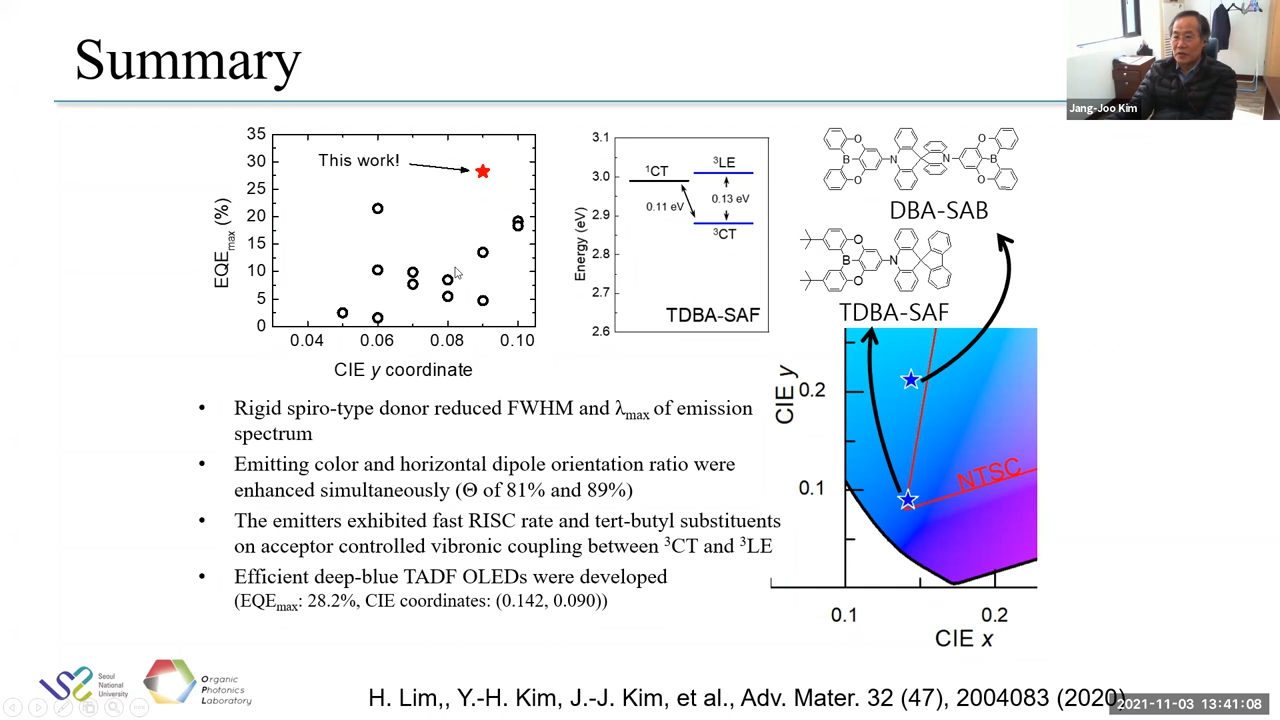 Summary
Jang-Joo Kim
35
30
25
20
15
10
5
0
EQEmax (%)
This work!
0.04 0.06 0.08 0.10
CIE y coordinate
3.1
3.0
2.9
2.8
2.7
2.6
Energy (eV)
¹CT
³LE
0.11 eV
0.13 eV
³CT
TDBA-SAF
O
B
O
N
N
O
B
O
DBA-SAB
O
B
O
N
TDBA-SAF
CIE y
0.2
0.1
NTSC
0.1 0.2
CIE x
• Rigid spiro-type donor reduced FWHM and λmax of emission
spectrum
• Emitting color and horizontal dipole orientation ratio were
enhanced simultaneously (Θ of 81% and 89%)
• The emitters exhibited fast RISC rate and tert-butyl substituents
on acceptor controlled vibronic coupling between ³CT and ³LE
• Efficient deep-blue TADF OLEDs were developed
(EQEmax: 28.2%, CIE coordinates: (0.142, 0.090))
Seoul
National
University
Organic
Photonics
Laboratory
H. Lim,, Y.-H. Kim, J.-J. Kim, et al., Adv. Mater. 32 (47), 2004083 (2020)
2021-11-03 13:41:08